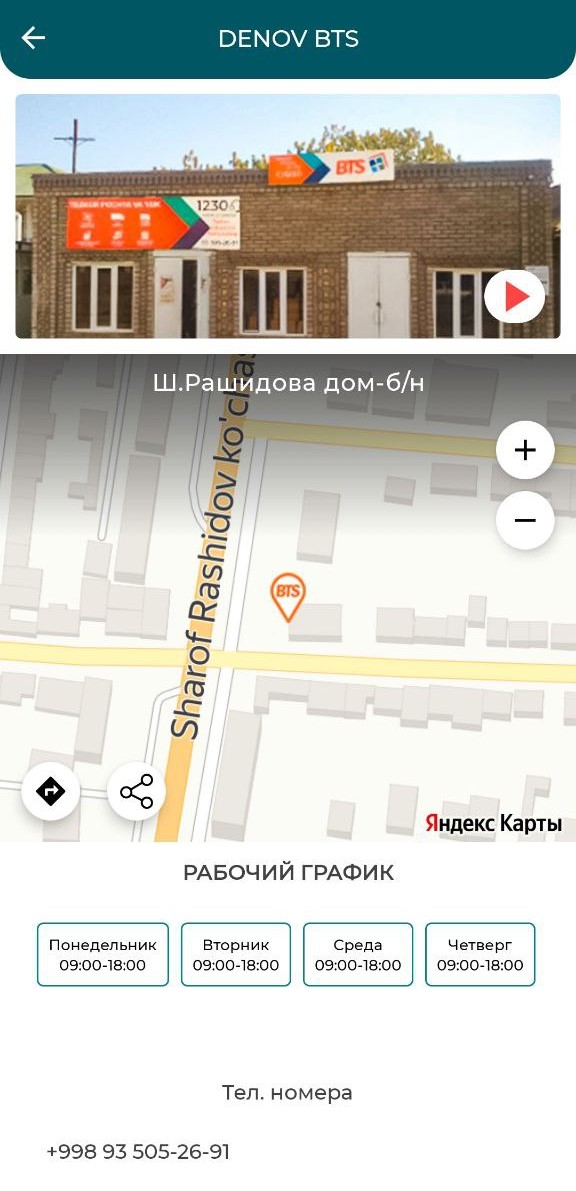 DENOV BTS
BTS
1230
Ш.Рашидова дом-б/н
Sharof Rashidov ko'chas
BTS
Яндекс Карты
РАБОЧИЙ ГРАФИК
Понедельник Вторник Среда Четверг
09:00-18:00 09:00-18:00 09:00-18:00 09:00-18:00
Тел. номера
+998 93 505-26-91